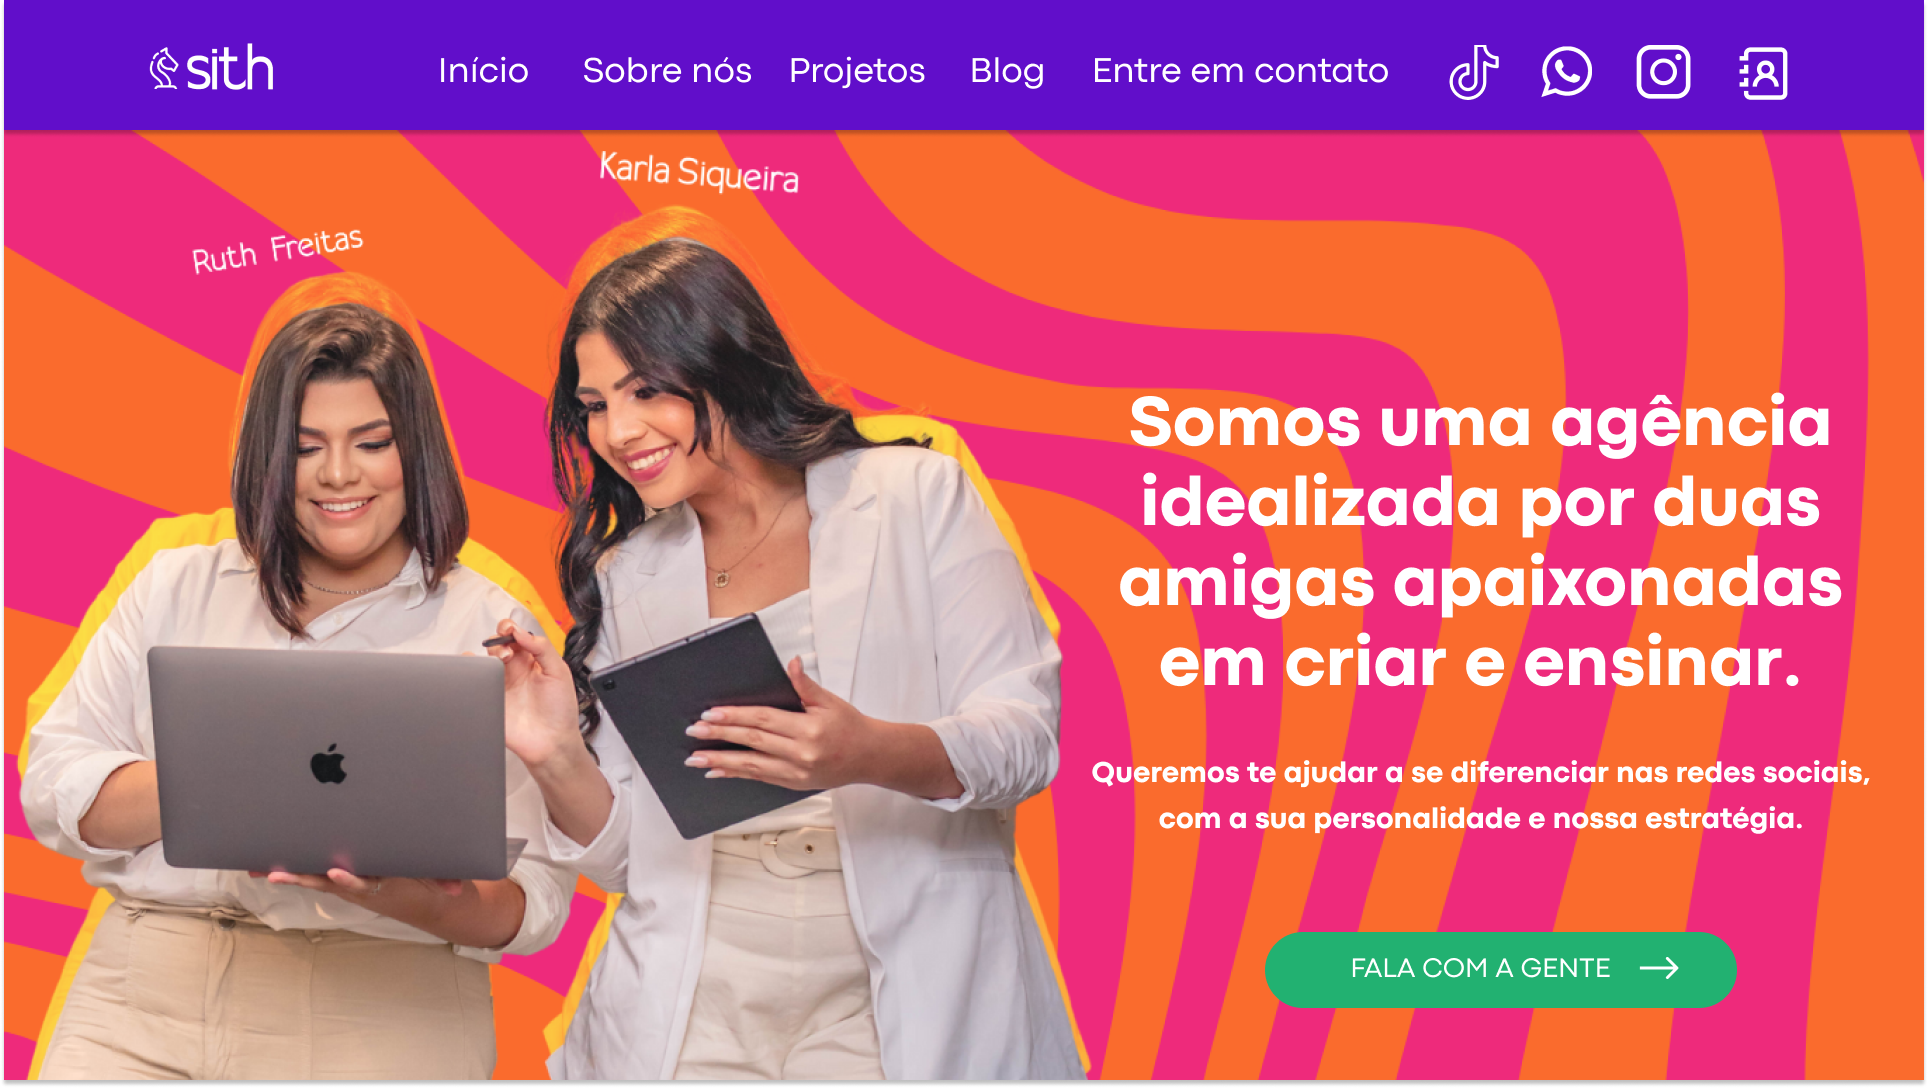 sith
Início Sobre nós Projetos Blog Entre em contato
Karla Siqueira
Ruth Freitas
Somos uma agência
idealizada por duas
amigas apaixonadas
em criar e ensinar.
Queremos te ajudar a se diferenciar nas redes sociais,
com a sua personalidade e nossa estratégia.
FALA COM A GENTE